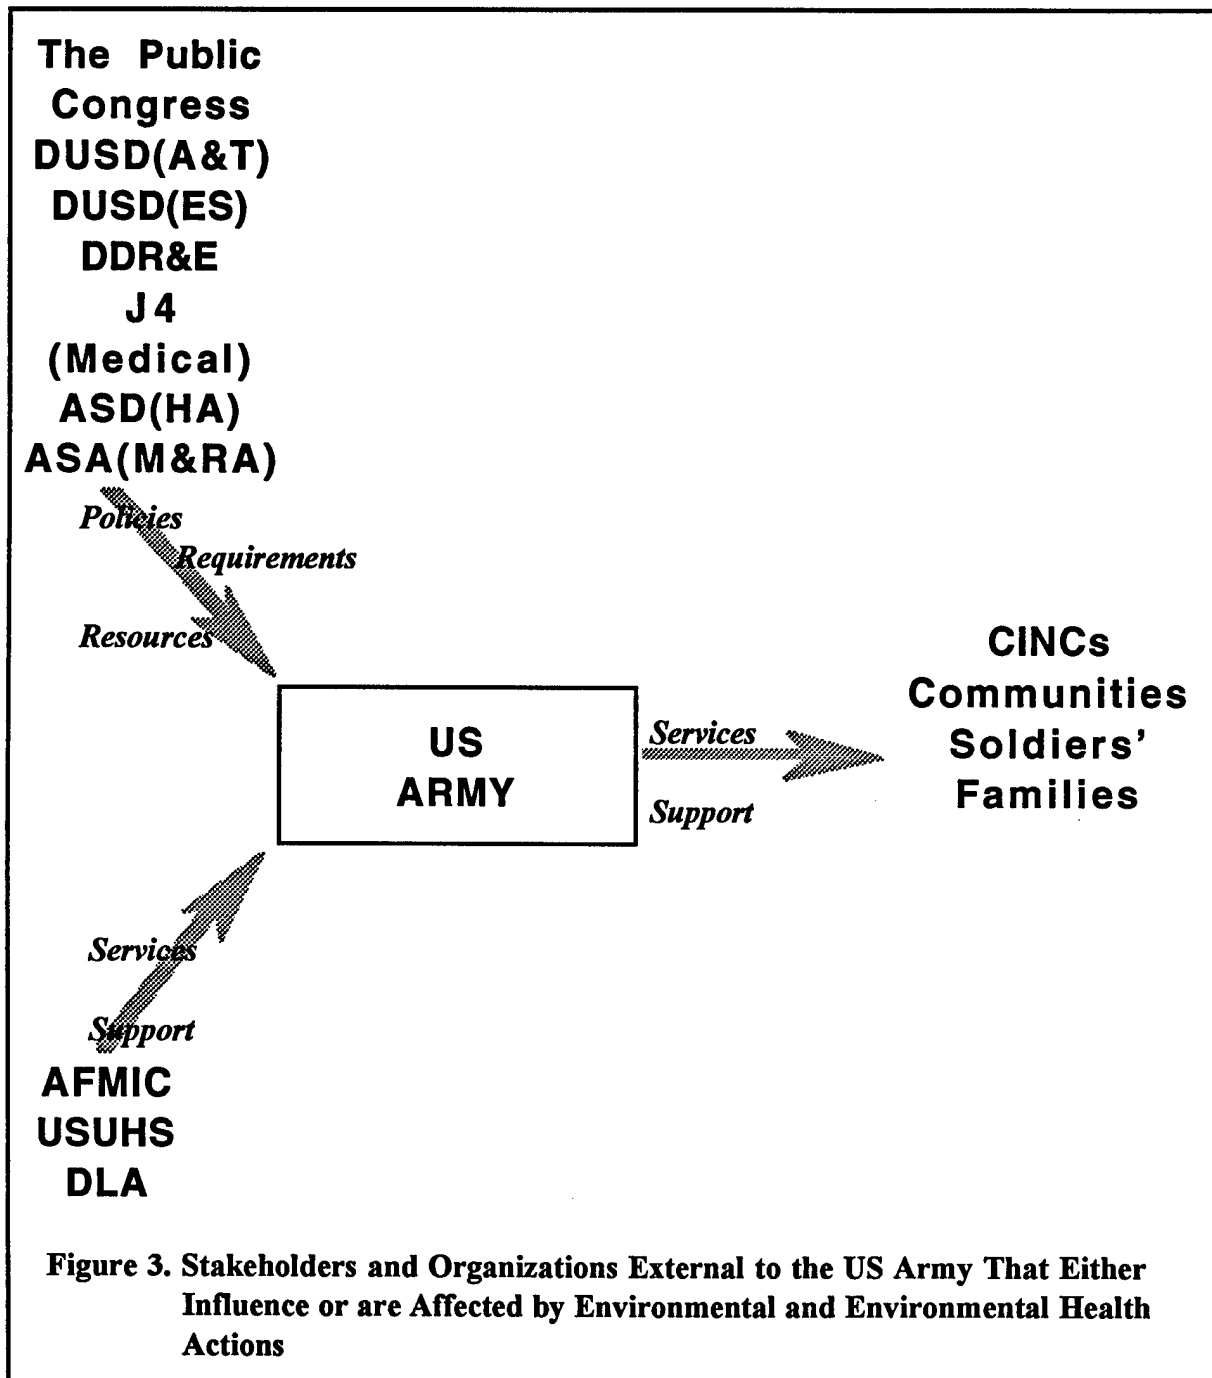 The Public
Congress
DUSD(A&T)
DUSD(ES)
DDR&E
J4
(Medical)
ASD(HA)
ASA(M&RA)
Policies
Requirements
Resources
US
ARMY
Services
Support
CINCs
Communities
Soldiers'
Families
Services
Support
AFMIC
USUHS
DLA
Figure 3. Stakeholders and Organizations External to the US Army That Either
Influence or are Affected by Environmental and Environmental Health
Actions